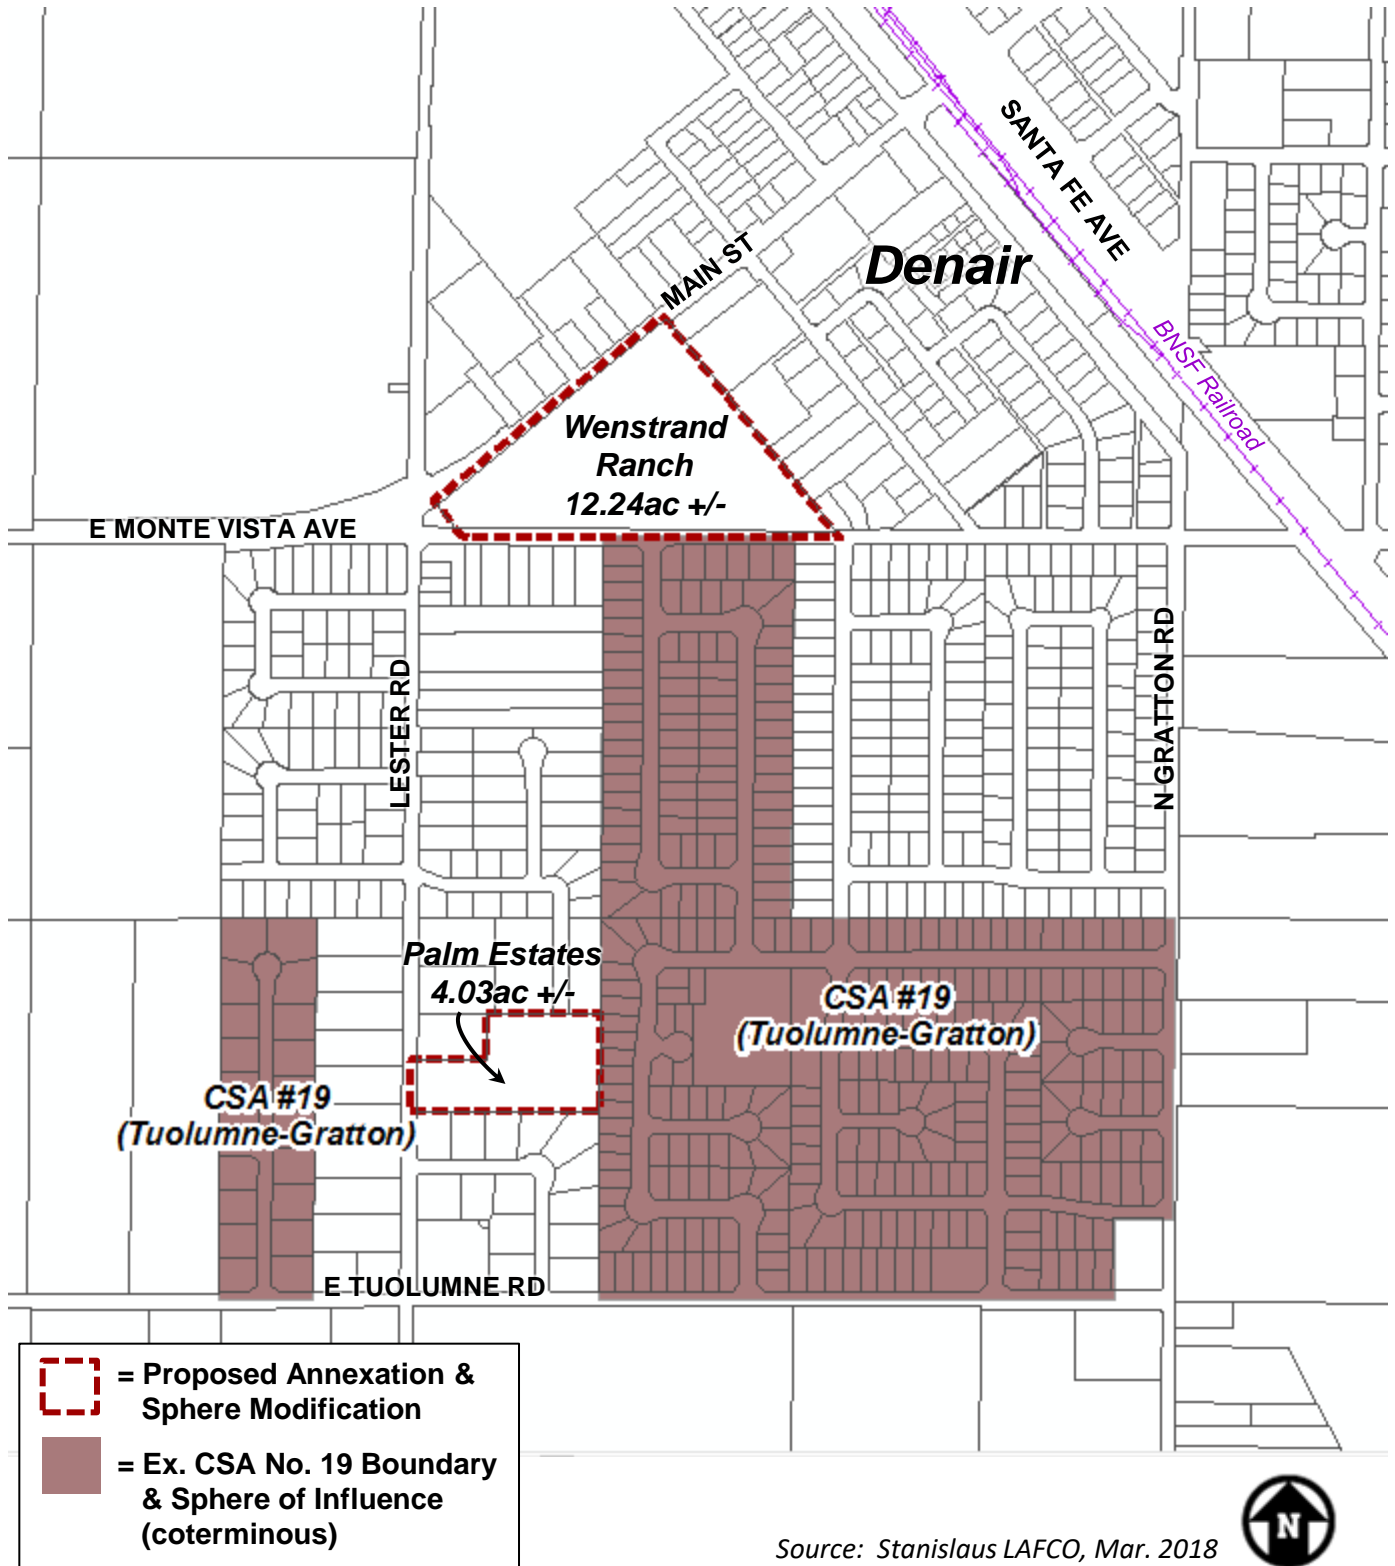 SANTA FE AVE
MAIN ST
Denair
BNSF Railroad
Wenstrand
Ranch
12.24ac +/-
E MONTE VISTA AVE
LESTER RD
N GRATTON RD
Palm Estates
4.03ac +/-
CSA #19
(Tuolumne-Gratton)
CSA #19
(Tuolumne-Gratton)
E TUOLUMNE RD
= Proposed Annexation &
Sphere Modification
= Ex. CSA No. 19 Boundary
& Sphere of Influence
(coterminous)
Source: Stanislaus LAFCO, Mar. 2018
N